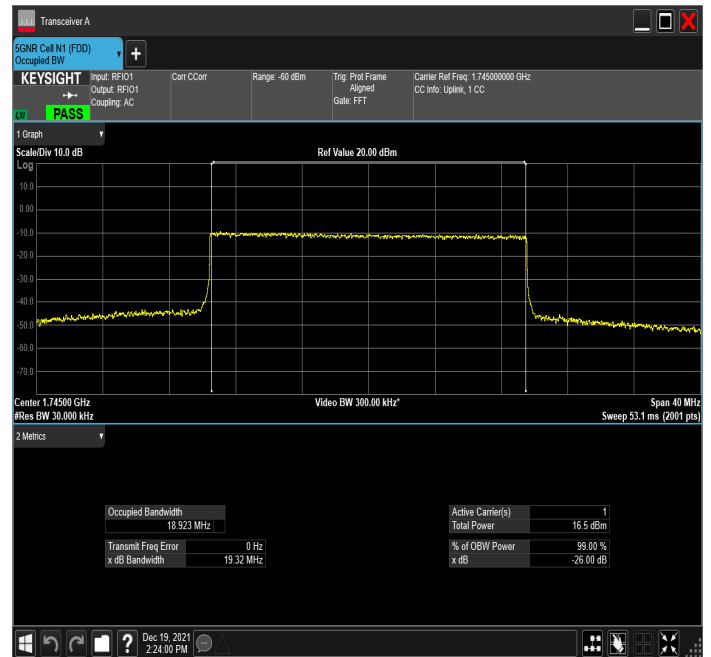 Transceiver A
5GNR Cell N1 (FDD)
Occupied BW
KEYSIGHT Input: RFIO1 Corr CCorr Range: -60 dBm Trig: Prot Frame Carrier Ref Freq: 1.745000000 GHz
Output: RFIO1 Aligned CC Info: Uplink, 1 CC
Coupling: AC Gate: FFT
LXI PASS
1 Graph
Scale/Div 10.0 dB Ref Value 20.00 dBm
Log
10.0
0.00
-10.0
-20.0
-30.0
-40.0
-50.0
-60.0
-70.0
Center 1.74500 GHz Video BW 300.00 kHz* Span 40 MHz
#Res BW 30.000 kHz Sweep 53.1 ms (2001 pts)
2 Metrics
Occupied Bandwidth Active Carrier(s) 1
18.923 MHz Total Power 16.5 dBm
Transmit Freq Error 0 Hz % of OBW Power 99.00 %
x dB Bandwidth 19.32 MHz x dB -26.00 dB
? Dec 19, 2021
2:24:00 PM